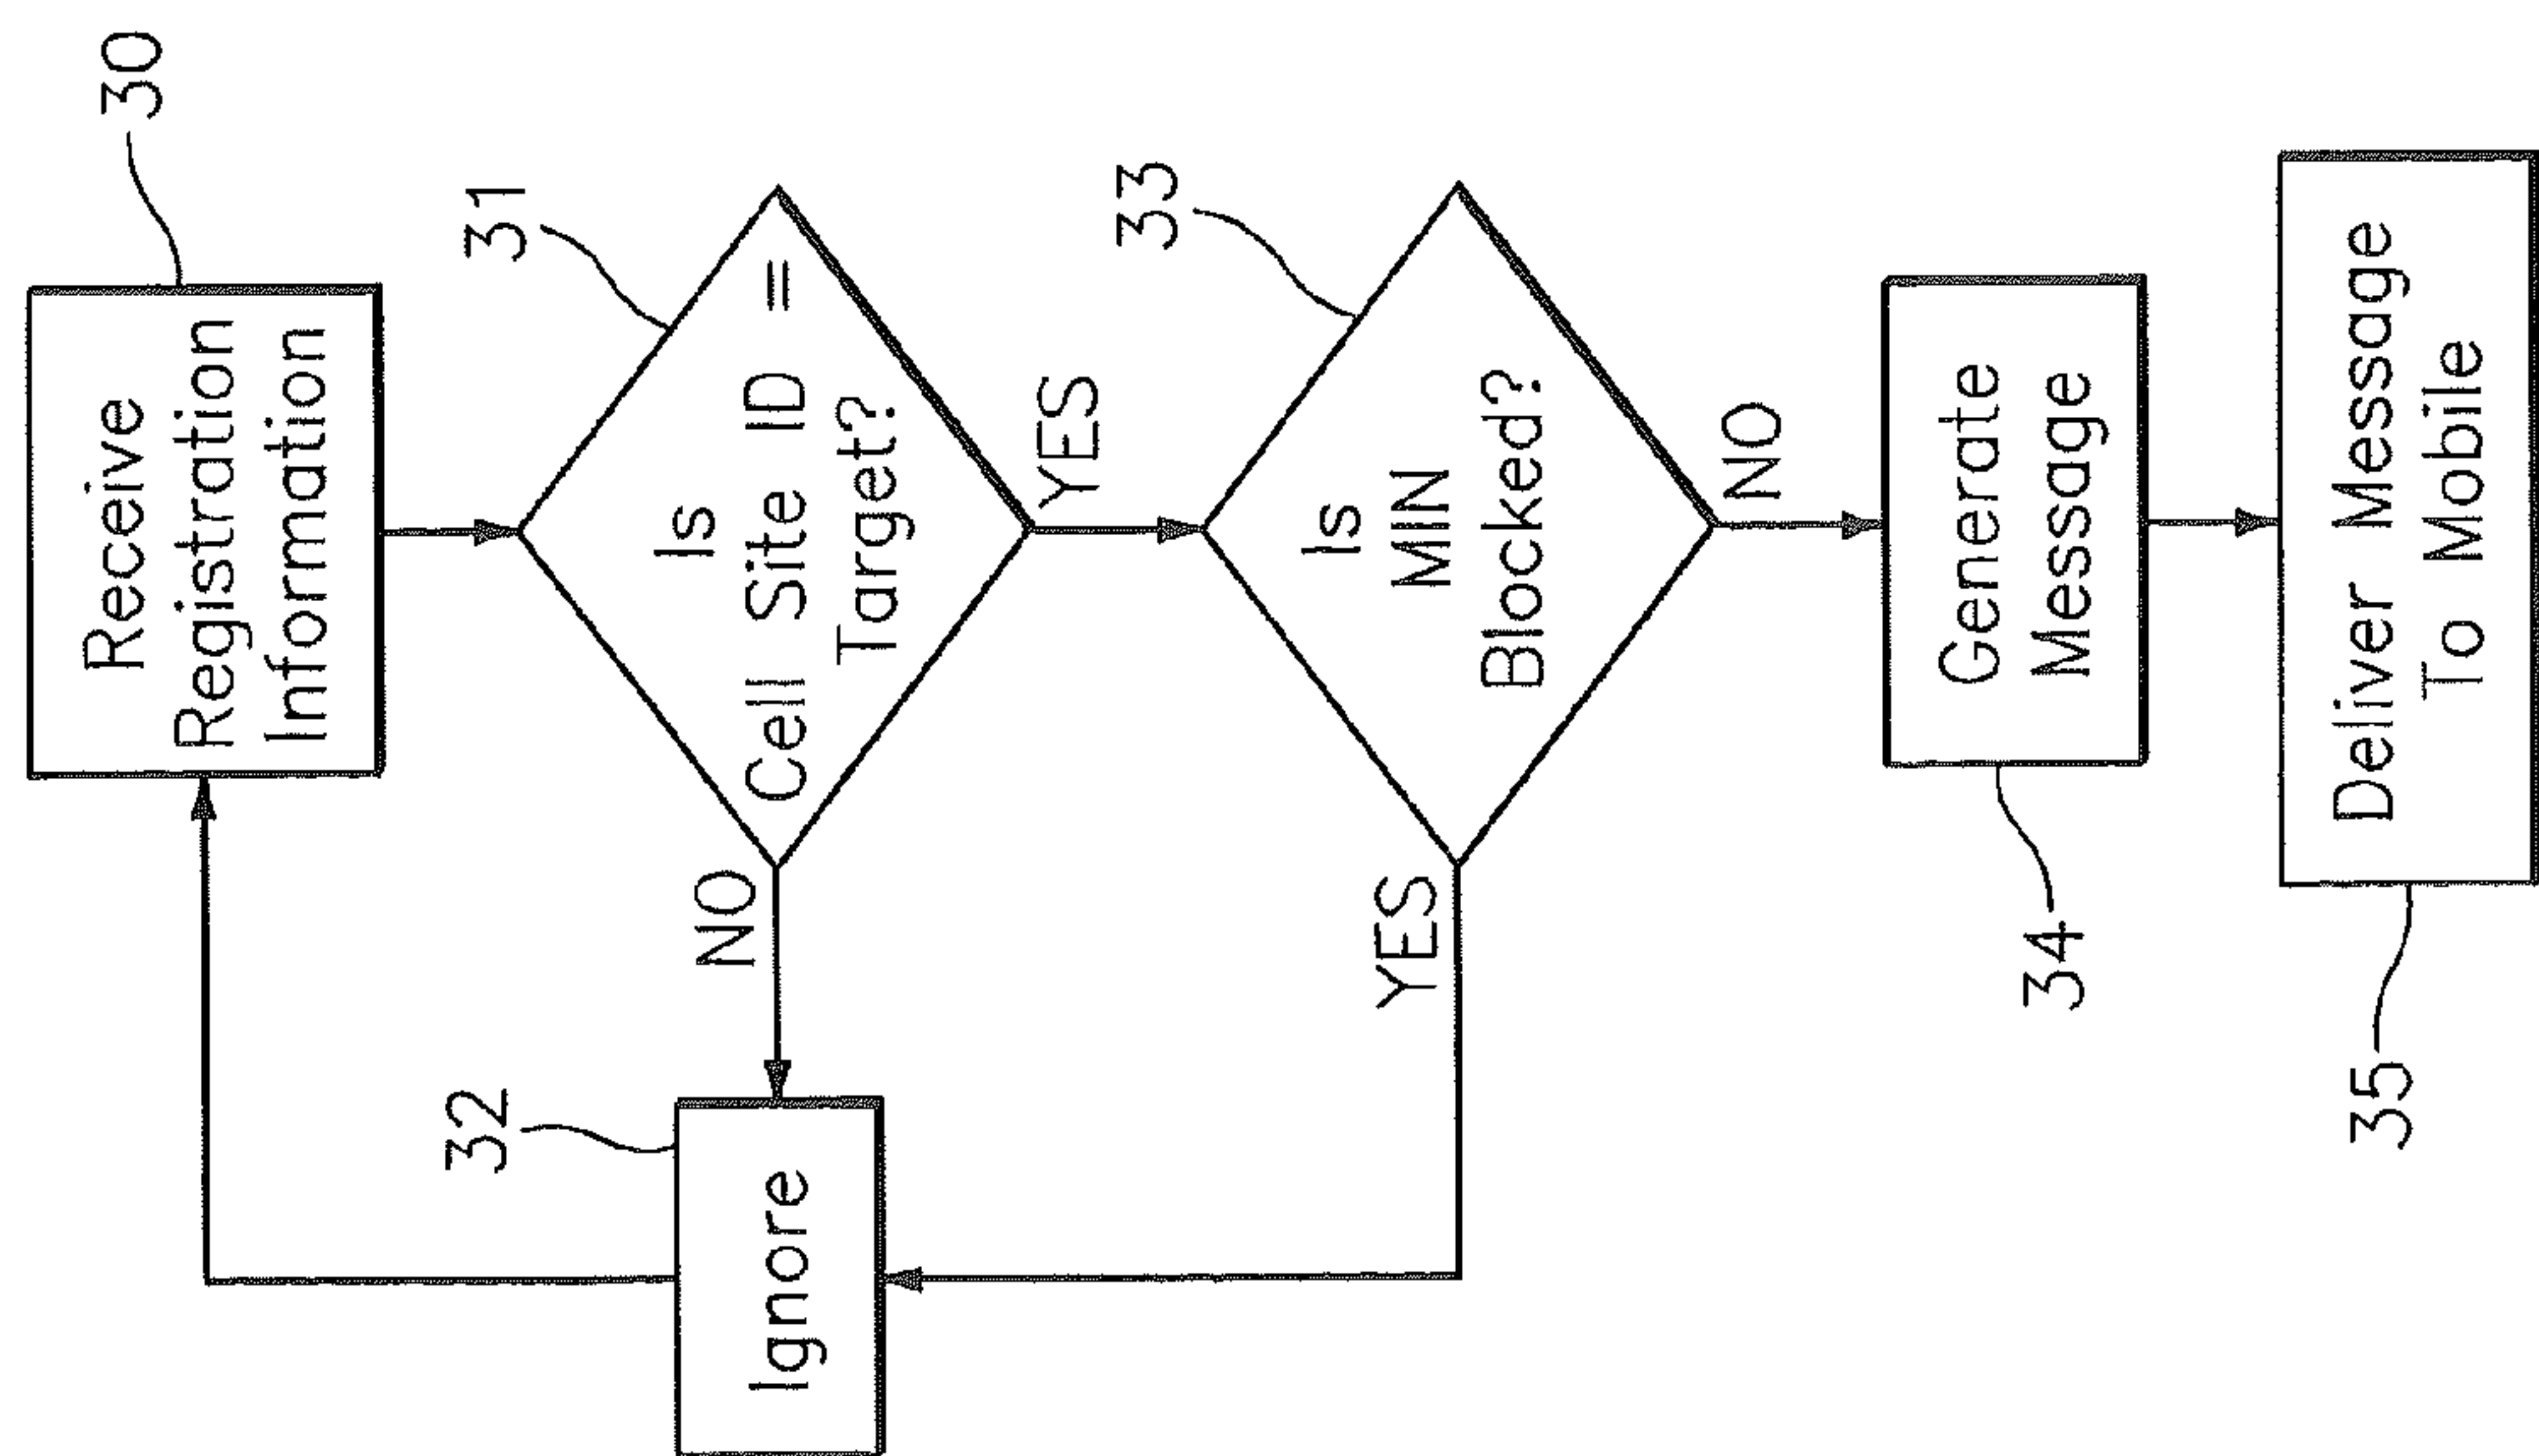 30
Receive
Registration
Information
31
Is
Cell Site ID =
Target?
NO
YES
32
Ignore
33
Is
MIN
Blocked?
YES
NO
34
Generate
Message
35
Deliver Message
To Mobile